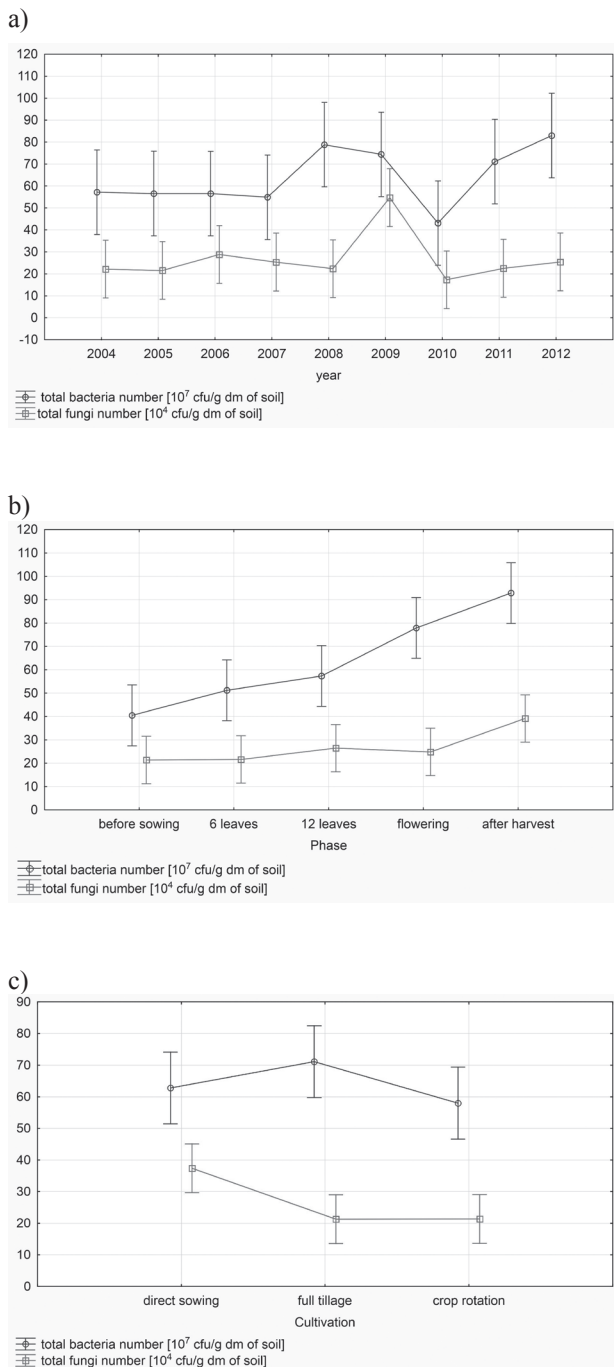 a)
120
110
100
90
80
70
60
50
40
30
20
10
0
-10
2004 2005 2006 2007 2008 2009 2010 2011 2012
year
total bacteria number [10⁷ cfu/g dm of soil]
total fungi number [10⁴ cfu/g dm of soil]
b)
120
110
100
90
80
70
60
50
40
30
20
10
0
before sowing 6 leaves 12 leaves flowering after harvest
Phase
total bacteria number [10⁷ cfu/g dm of soil]
total fungi number [10⁴ cfu/g dm of soil]
c)
90
80
70
60
50
40
30
20
10
0
direct sowing full tillage crop rotation
Cultivation
total bacteria number [10⁷ cfu/g dm of soil]
total fungi number [10⁴ cfu/g dm of soil]